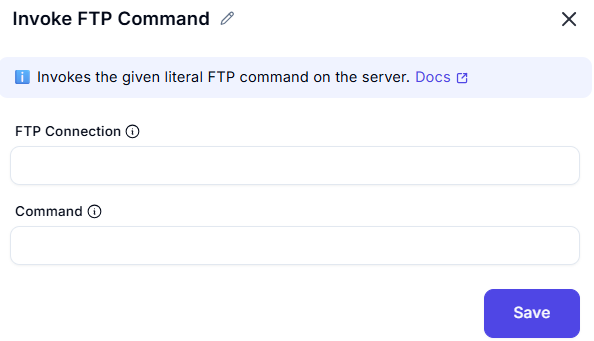 Invoke FTP Command
Invokes the given literal FTP command on the server. Docs
FTP Connection
Command
Save